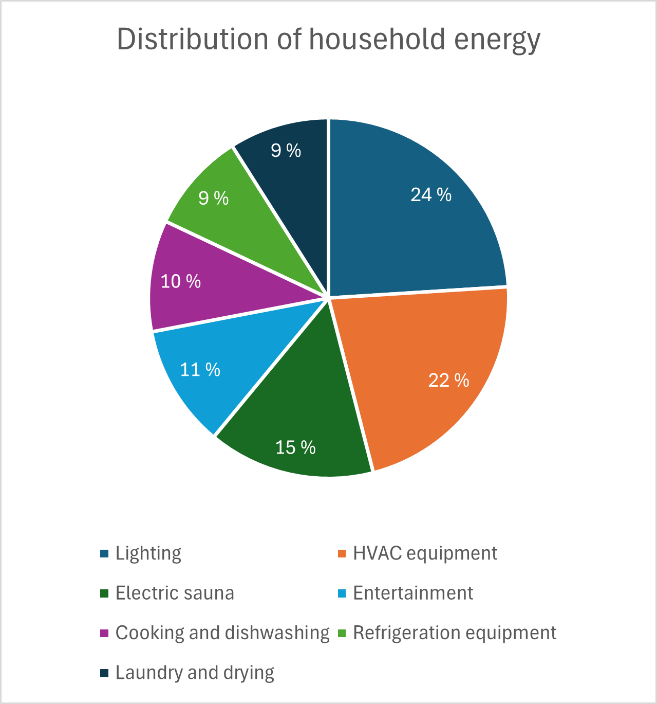 Distribution of household energy
9 %
24 %
9 %
10 %
11 %
22 %
15 %
Lighting
HVAC equipment
Electric sauna
Entertainment
Cooking and dishwashing
Refrigeration equipment
Laundry and drying